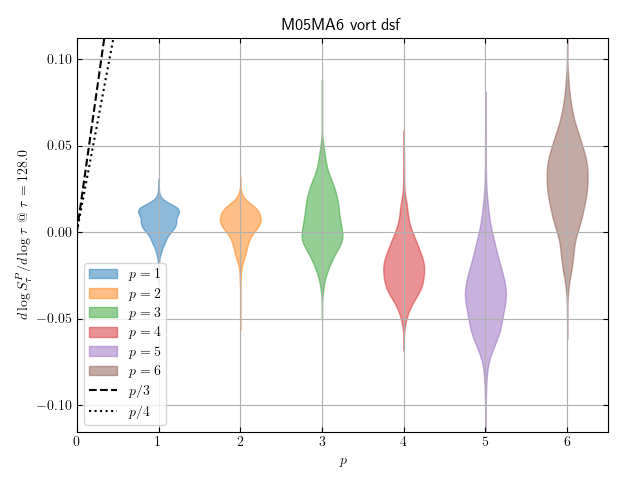 M05MA6 vort dsf
d log S_τ^P / d log τ @ τ = 128.0
0.10
0.05
0.00
−0.05
−0.10
p = 1
p = 2
p = 3
p = 4
p = 5
p = 6
p/3
p/4
0 1 2 3 4 5 6
p